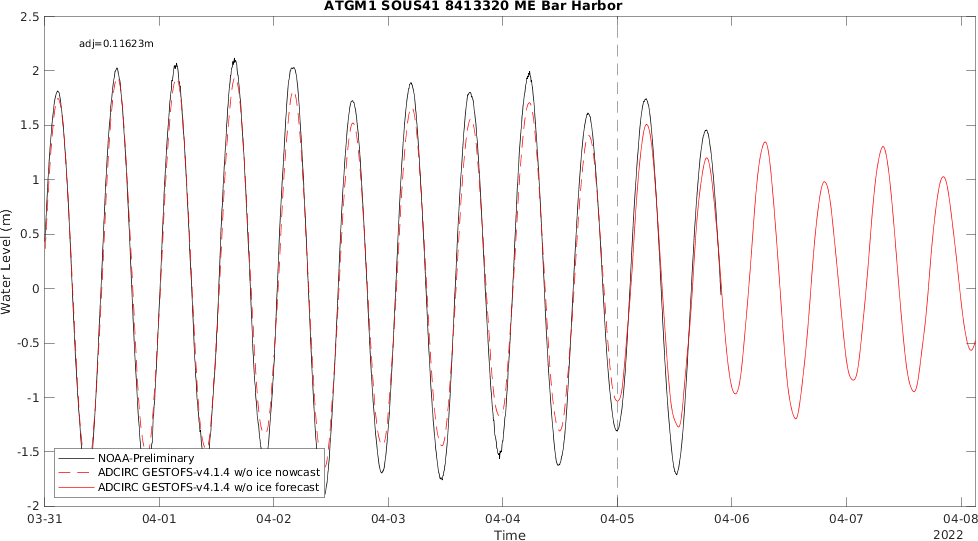 ATGM1 SOUS41 8413320 ME Bar Harbor
adj=0.11623m
2.5
2
1.5
1
0.5
0
-0.5
-1
-1.5
-2
Water Level (m)
NOAA-Preliminary
ADCIRC GESTOFS-v4.1.4 w/o ice nowcast
ADCIRC GESTOFS-v4.1.4 w/o ice forecast
03-31 04-01 04-02 04-03 04-04 04-05 04-06 04-07 04-08
Time
2022